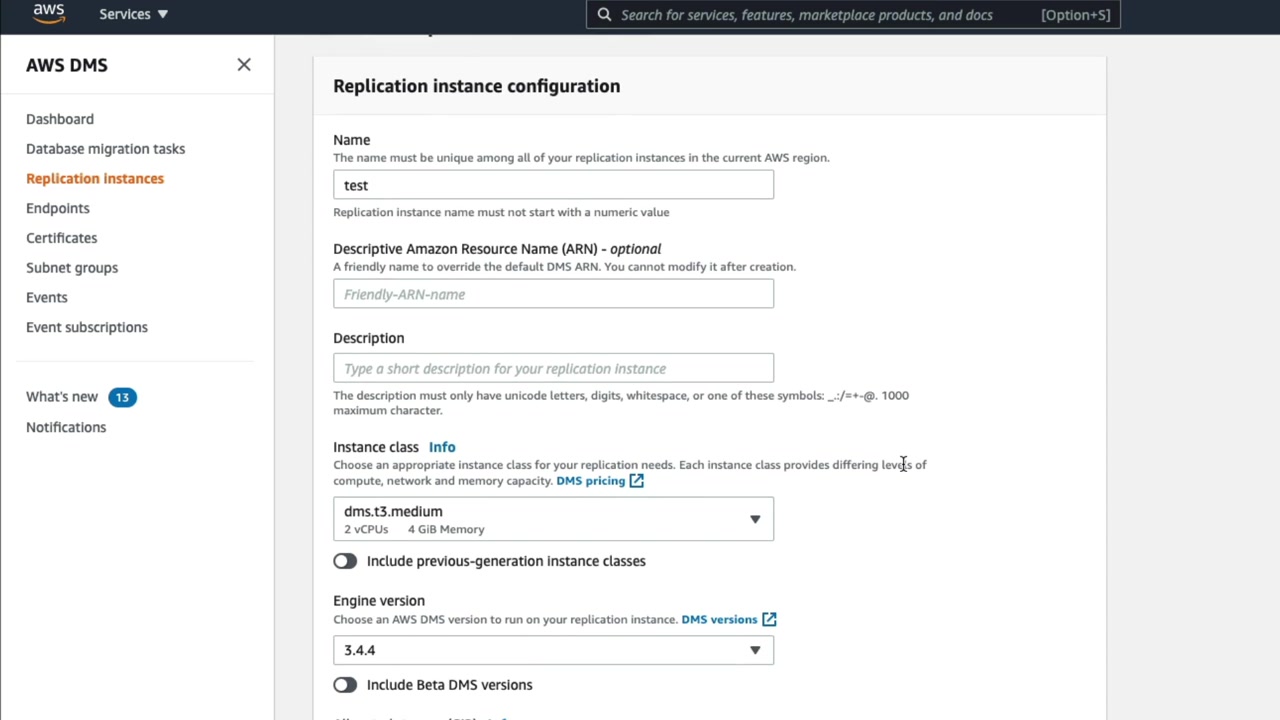 aws
Services ▼
Search for services, features, marketplace products, and docs
[Option+S]
AWS DMS
Dashboard
Database migration tasks
Replication instances
Endpoints
Certificates
Subnet groups
Events
Event subscriptions
What's new 13
Notifications
Replication instance configuration
Name
The name must be unique among all of your replication instances in the current AWS region.
test
Replication instance name must not start with a numeric value
Descriptive Amazon Resource Name (ARN) - optional
A friendly name to override the default DMS ARN. You cannot modify it after creation.
Friendly-ARN-name
Description
Type a short description for your replication instance
The description must only have unicode letters, digits, whitespace, or one of these symbols: _.:/=+-@. 1000
maximum character.
Instance class Info
Choose an appropriate instance class for your replication needs. Each instance class provides differing levels of
compute, network and memory capacity. DMS pricing
dms.t3.medium
2 vCPUs 4 GiB Memory
Include previous-generation instance classes
Engine version
Choose an AWS DMS version to run on your replication instance. DMS versions
3.4.4
Include Beta DMS versions